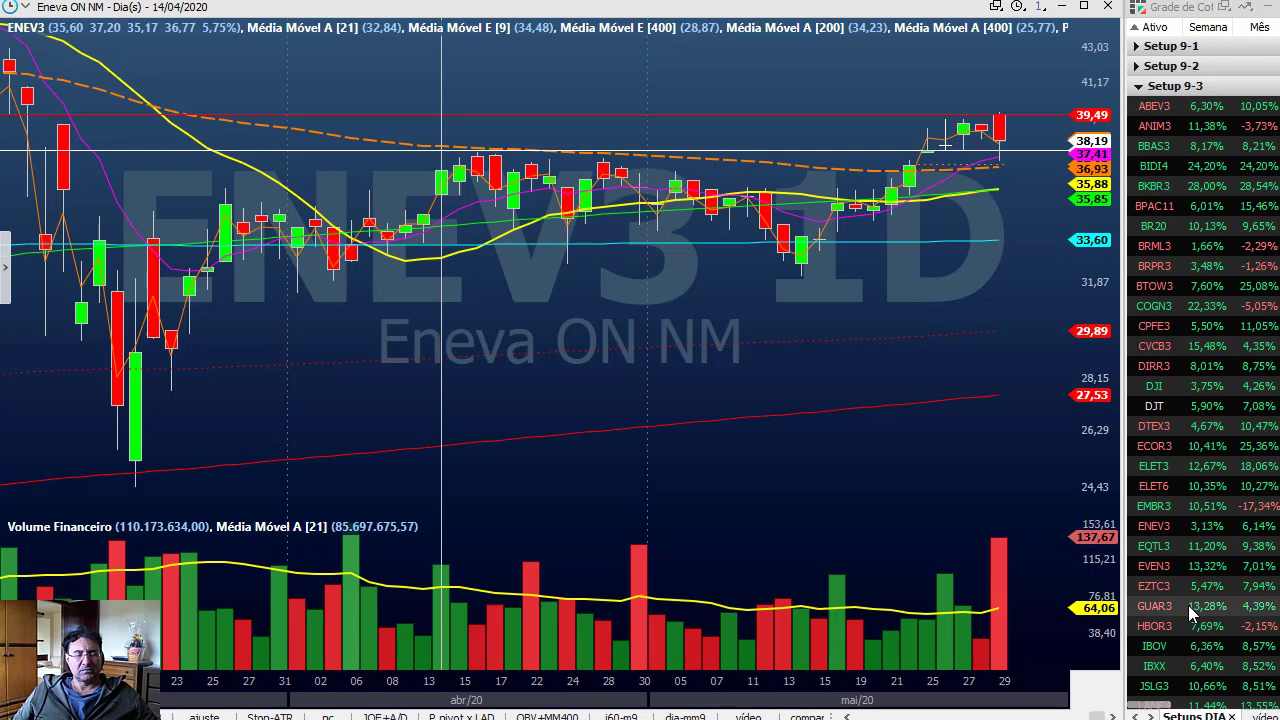 Eneva ON NM - Dia(s) - 14/04/2020
ENEV3 (35,60 37,20 35,17 36,77 5,75%), Média Móvel A [21] (32,84), Média Móvel E [9] (34,48), Média Móvel E [400] (28,87), Média Móvel A [200] (34,23), Média Móvel A [400] (25,77), P
43,03
41,17
39,49
38,19
37,41
36,93
35,88
35,85
33,60
31,87
29,89
28,15
27,53
26,29
24,43
ENEV3 1D
Eneva ON NM
Volume Financeiro (110.173.634,00), Média Móvel A [21] (85.697.675,57)
153,61
137,67
115,21
76,81
64,06
38,40
23 25 27 31 02 06 08 13 15 17 22 24 28 30 05 07 11 13 15 19 21 25 27 29
abr/20 mai/20
ajuste Stop-ATR pc JOE+A/D P pivot x LAD OBV+MM400 i60-m9 dia-mm9 vídeo compar
Grade de Cot
Ativo Semana Mês
Setup 9-1
Setup 9-2
Setup 9-3
ABEV3 6,30% 10,05%
ANIM3 11,38% -3,73%
BBAS3 8,17% 8,21%
BIDI4 24,20% 24,20%
BKBR3 28,00% 28,54%
BPAC11 6,01% 15,46%
BR20 10,13% 9,65%
BRML3 1,66% -2,29%
BRPR3 3,48% -1,26%
BTOW3 7,60% 25,08%
COGN3 22,33% -5,05%
CPFE3 5,50% 11,05%
CVCB3 15,48% 4,35%
DIRR3 8,01% 8,75%
DJI 3,75% 4,26%
DJT 5,90% 7,08%
DTEX3 4,67% 10,47%
ECOR3 10,41% 25,36%
ELET3 12,67% 18,06%
ELET6 10,35% 10,27%
EMBR3 10,51% -17,34%
ENEV3 3,13% 6,14%
EQTL3 11,20% 9,38%
EVEN3 13,32% 7,01%
EZTC3 5,47% 7,94%
GUAR3 13,28% 4,39%
HBOR3 7,69% -2,15%
IBOV 6,36% 8,57%
IBXX 6,40% 8,52%
JSLG3 10,66% 8,51%
11,44% 13,55%
Setups DIA vídeo